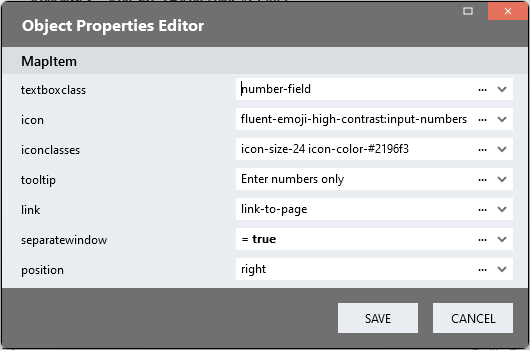 Object Properties Editor
MapItem
textboxclass number-field ...
icon fluent-emoji-high-contrast:input-numbers ...
iconclasses icon-size-24 icon-color-#2196f3 ...
tooltip Enter numbers only ...
link link-to-page ...
separatewindow = true ...
position right ...
SAVE CANCEL